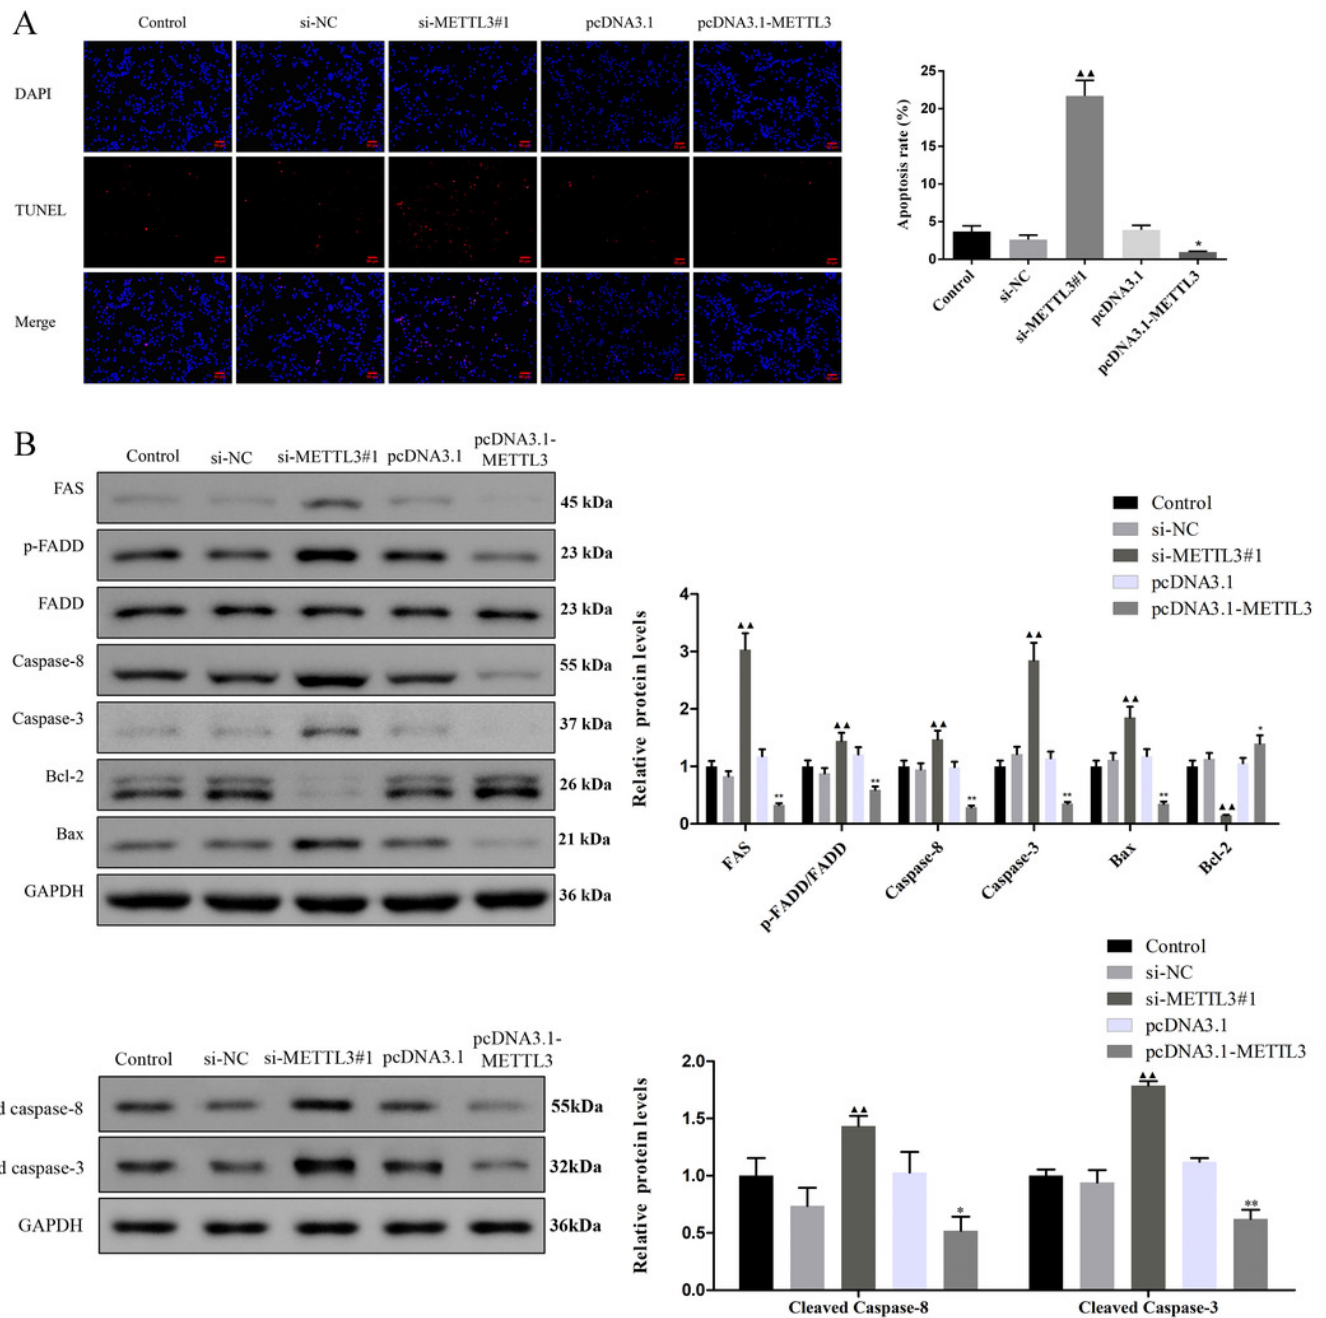 A
Control si-NC si-METTL3#1 pcDNA3.1 pcDNA3.1-METTL3
DAPI
TUNEL
Merge
Apoptosis rate (%)
25
20
15
10
5
0
▲▲
*
Control si-NC si-METTL3#1 pcDNA3.1 pcDNA3.1-METTL3
B
Control si-NC si-METTL3#1 pcDNA3.1 pcDNA3.1-
METTL3
FAS 45 kDa
p-FADD 23 kDa
FADD 23 kDa
Caspase-8 55 kDa
Caspase-3 37 kDa
Bcl-2 26 kDa
Bax 21 kDa
GAPDH 36 kDa
Control
si-NC
si-METTL3#1
pcDNA3.1
pcDNA3.1-METTL3
Relative protein levels
4
3
2
1
0
▲▲ ▲▲ ▲▲ ▲▲ ▲▲ ▲▲
** ** ** ** ** *
FAS p-FADD/FADD Caspase-8 Caspase-3 Bax Bcl-2
Control si-NC si-METTL3#1 pcDNA3.1 pcDNA3.1-
METTL3
d caspase-8 55kDa
d caspase-3 32kDa
GAPDH 36kDa
Control
si-NC
si-METTL3#1
pcDNA3.1
pcDNA3.1-METTL3
Relative protein levels
2.0
1.5
1.0
0.5
0.0
▲▲ ▲▲
* **
Cleaved Caspase-8 Cleaved Caspase-3